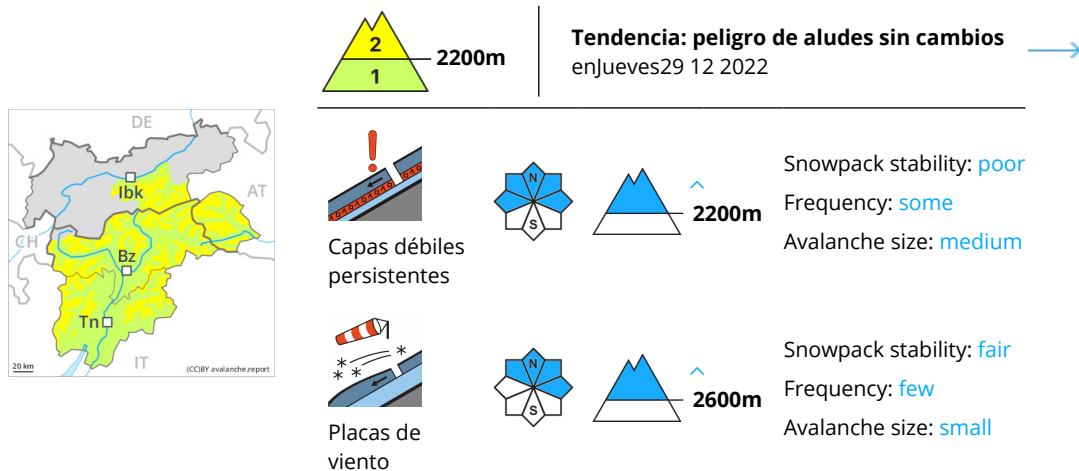 2
1
2200m
Tendencia: peligro de aludes sin cambios
enJueves29 12 2022
DE
Ibk
AT
CH
Bz
Tn
IT
20 km
(CC)BY avalanche.report
N
S
2200m
Capas débiles
persistentes
Snowpack stability: poor
Frequency: some
Avalanche size: medium
N
S
2600m
Placas de
viento
Snowpack stability: fair
Frequency: few
Avalanche size: small